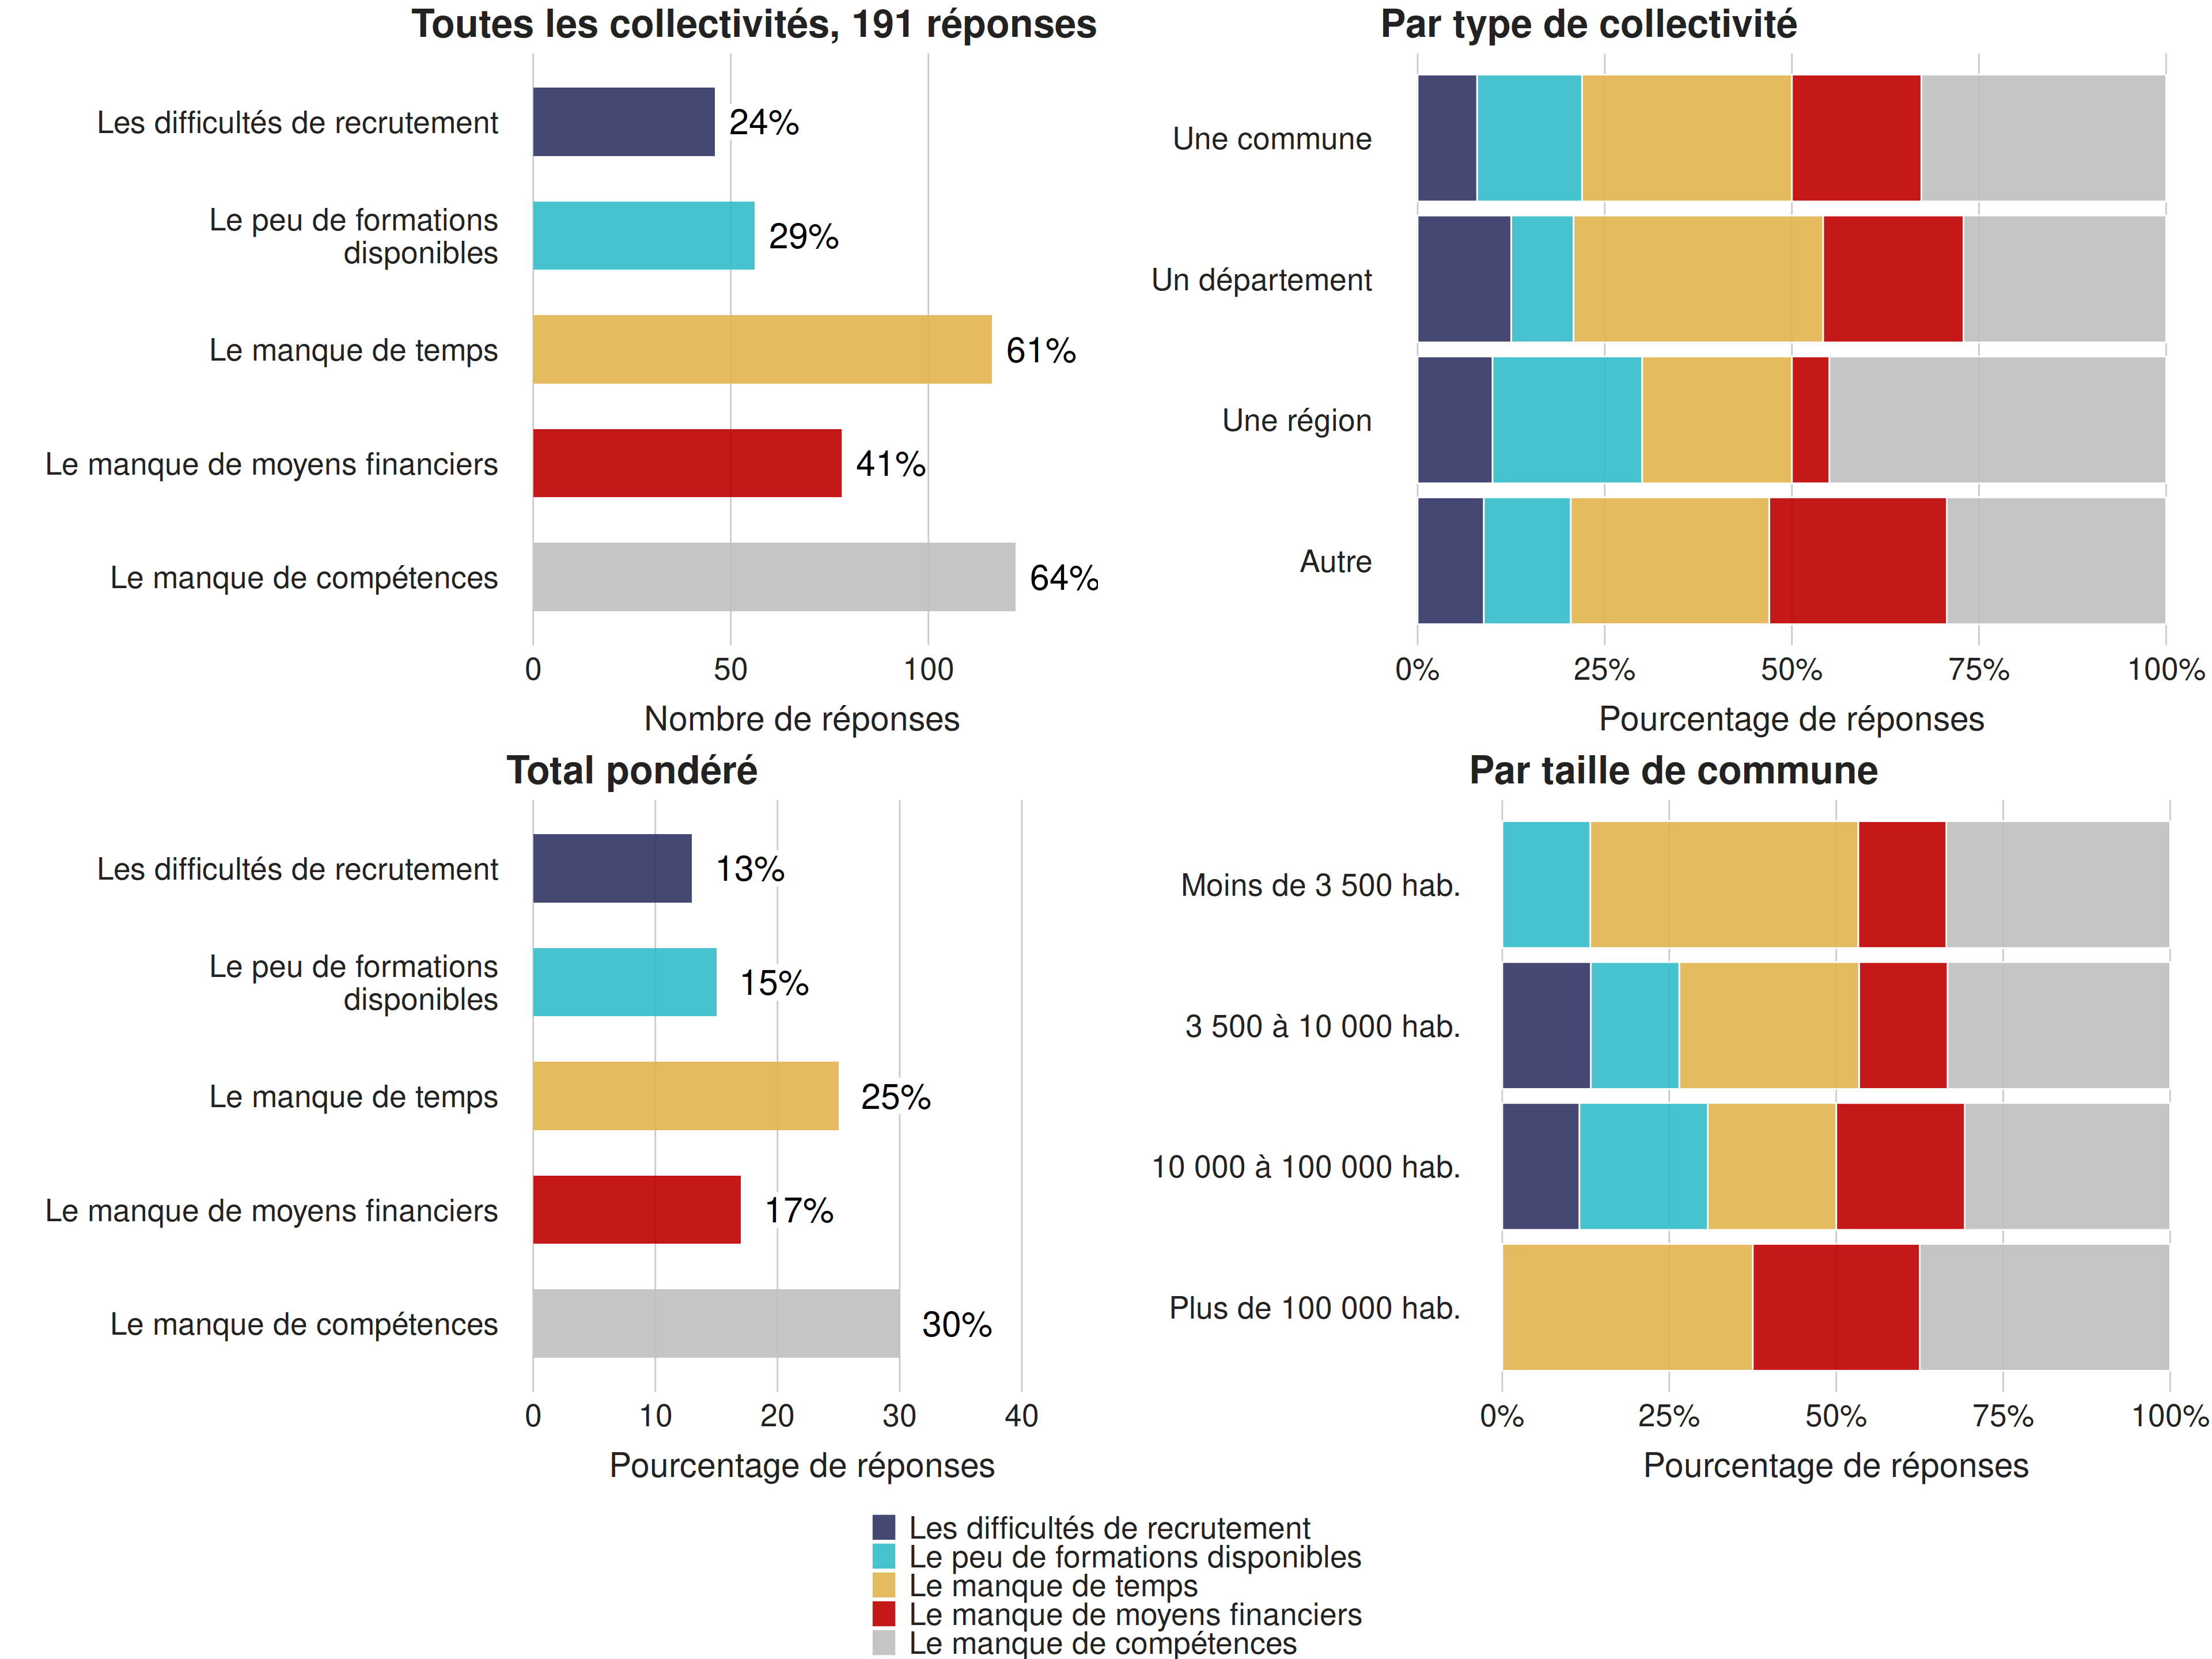 Toutes les collectivités, 191 réponses
Les difficultés de recrutement
24%
Le peu de formations
disponibles
29%
Le manque de temps
61%
Le manque de moyens financiers
41%
Le manque de compétences
64%
0 50 100
Nombre de réponses
Par type de collectivité
Une commune
Un département
Une région
Autre
0% 25% 50% 75% 100%
Pourcentage de réponses
Total pondéré
Les difficultés de recrutement
13%
Le peu de formations
disponibles
15%
Le manque de temps
25%
Le manque de moyens financiers
17%
Le manque de compétences
30%
0 10 20 30 40
Pourcentage de réponses
Par taille de commune
Moins de 3 500 hab.
3 500 à 10 000 hab.
10 000 à 100 000 hab.
Plus de 100 000 hab.
0% 25% 50% 75% 100%
Pourcentage de réponses
Les difficultés de recrutement
Le peu de formations disponibles
Le manque de temps
Le manque de moyens financiers
Le manque de compétences